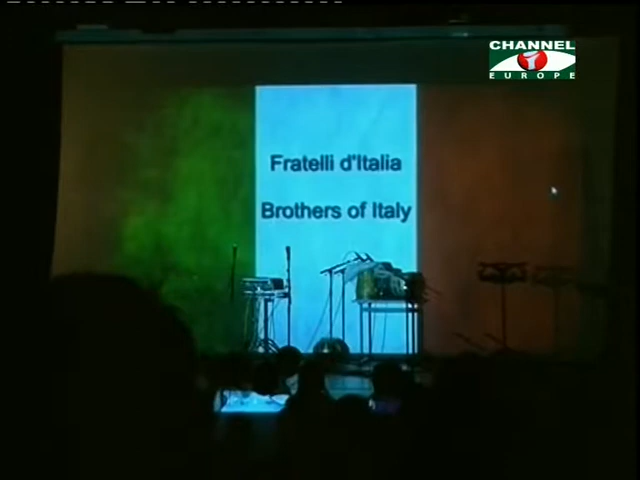 CHANNEL
i
EUROPE
Fratelli d'Italia
Brothers of Italy